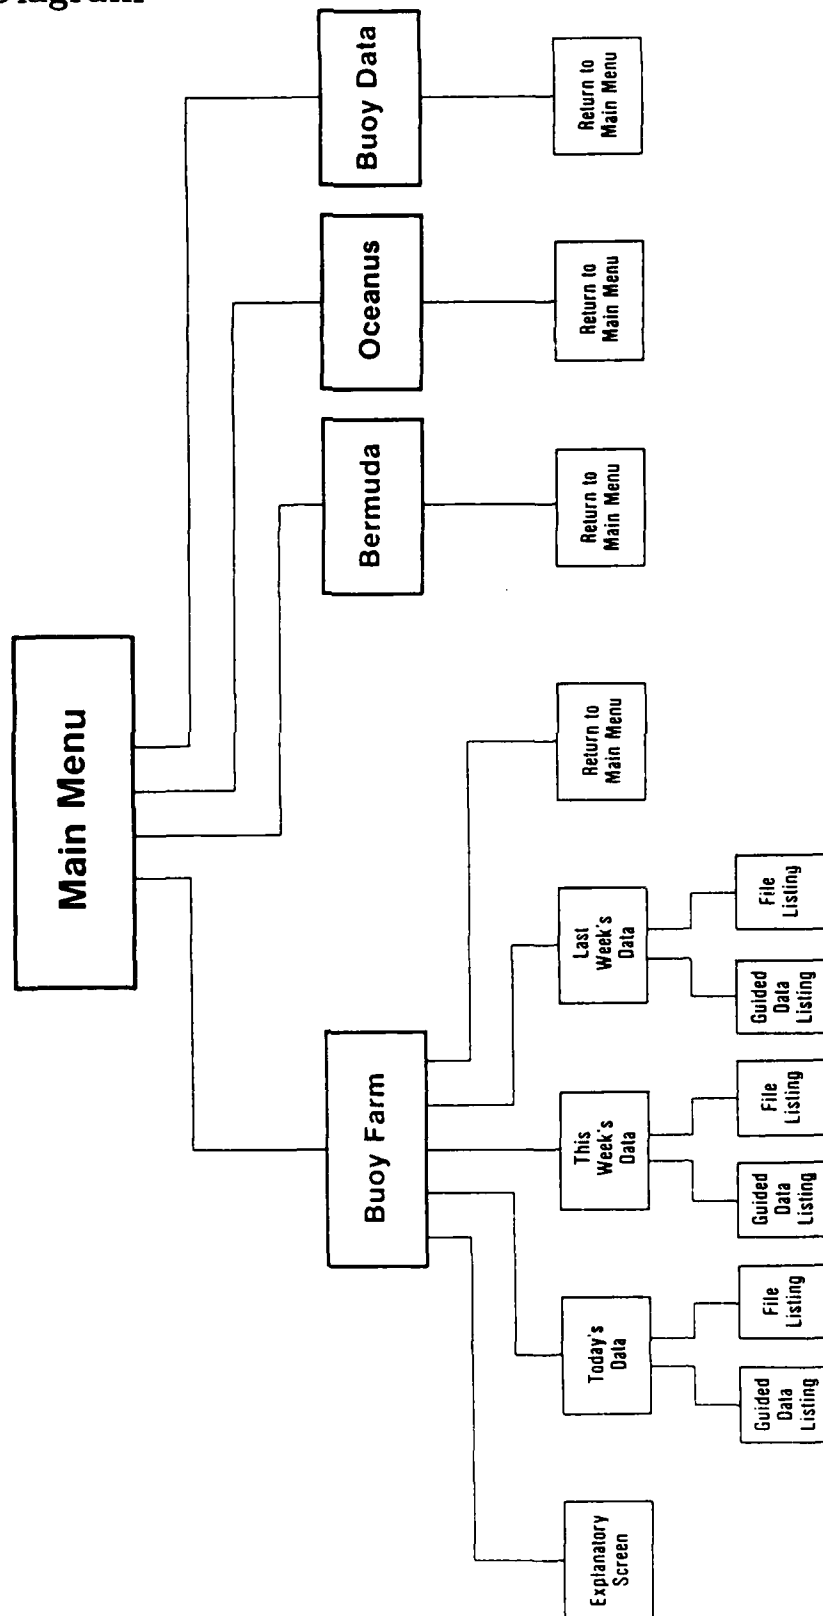 Diagram
Main Menu
Buoy Farm
Bermuda
Oceanus
Buoy Data
Explanatory
Screen
Today's
Data
This
Week's
Data
Last
Week's
Data
Return to
Main Menu
Return to
Main Menu
Return to
Main Menu
Return to
Main Menu
Guided
Data
Listing
File
Listing
Guided
Data
Listing
File
Listing
Guided
Data
Listing
File
Listing